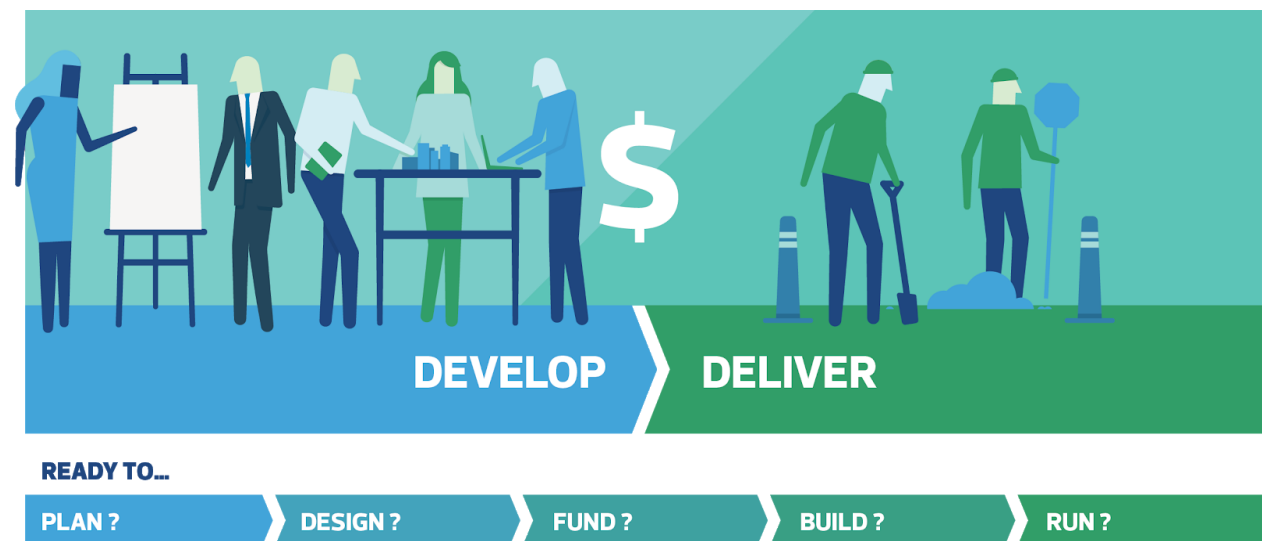 $
DEVELOP
DELIVER
READY TO...
PLAN ?
DESIGN ?
FUND ?
BUILD ?
RUN ?